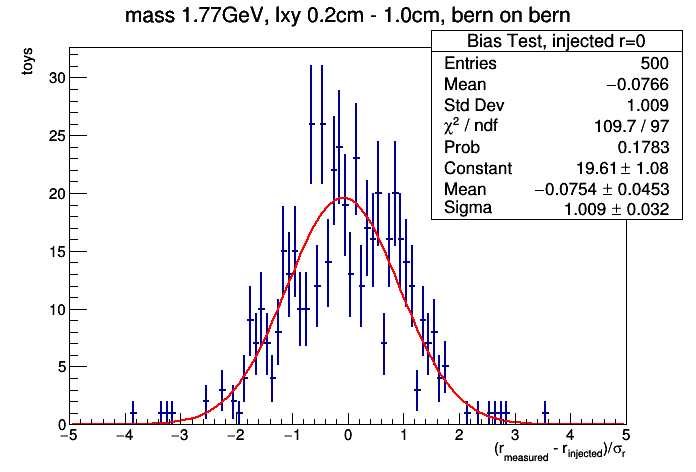 mass 1.77GeV, lxy 0.2cm - 1.0cm, bern on bern
Bias Test, injected r=0
Entries 500
Mean −0.0766
Std Dev 1.009
χ² / ndf 109.7 / 97
Prob 0.1783
Constant 19.61 ± 1.08
Mean −0.0754 ± 0.0453
Sigma 1.009 ± 0.032
toys
30
25
20
15
10
5
0
−5 −4 −3 −2 −1 0 1 2 3 4 5
(r_measured - r_injected)/σ_r